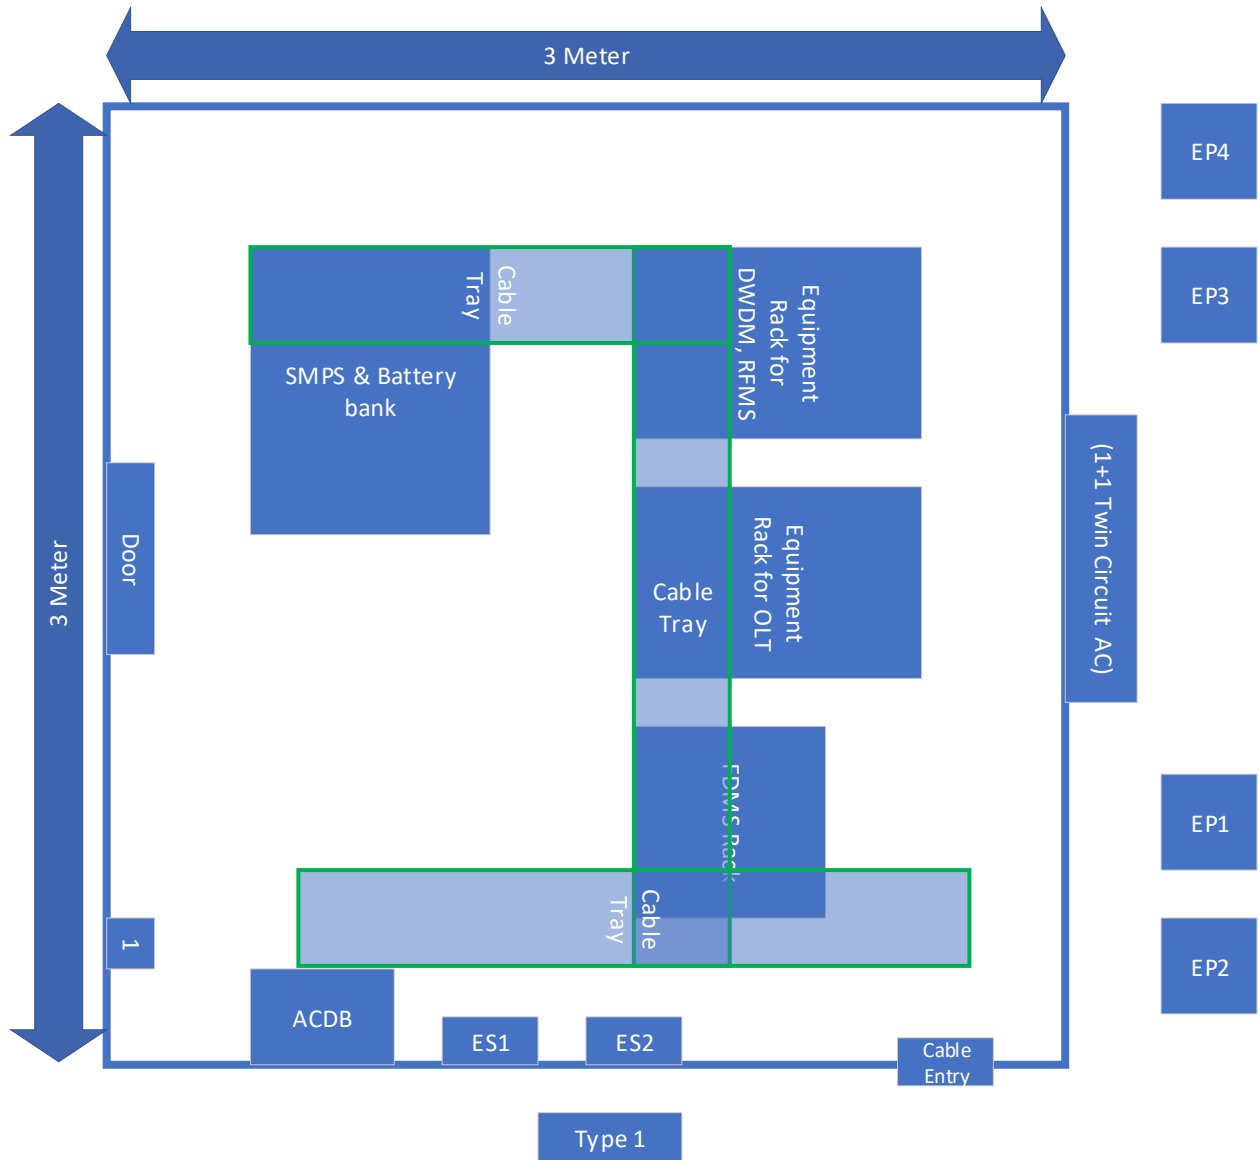 3 Meter
EP4
EP3
Cable
Tray
Equipment
Rack for
DWDM, RFMS
SMPS & Battery
bank
(1+1 Twin Circuit AC)
3 Meter
Door
Cable
Tray
Equipment
Rack for OLT
FDMS Rack
EP1
Cable
Tray
1
EP2
ACDB
ES1
ES2
Cable
Entry
Type 1